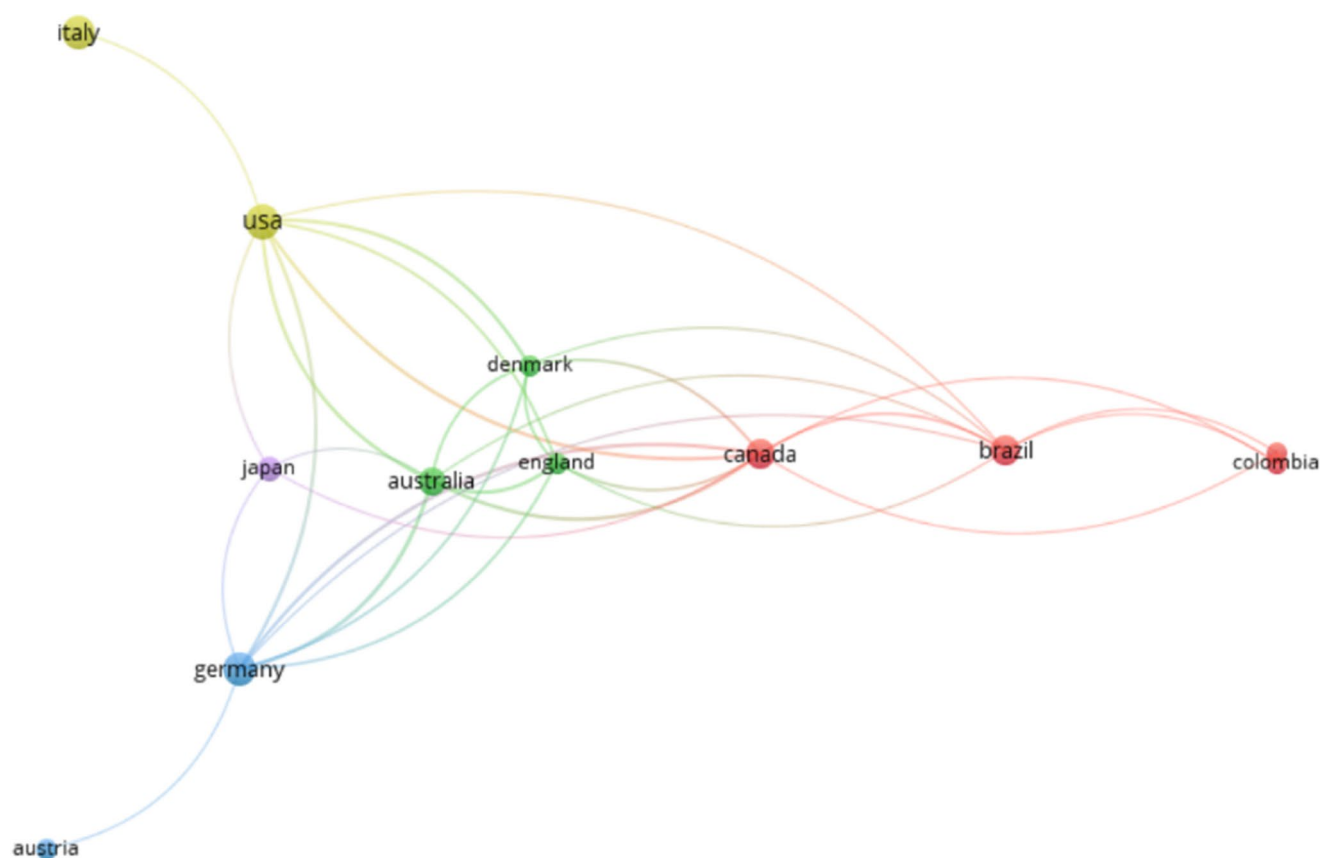 italy
usa
denmark
japan
australia
england
canada
brazil
colombia
germany
austria